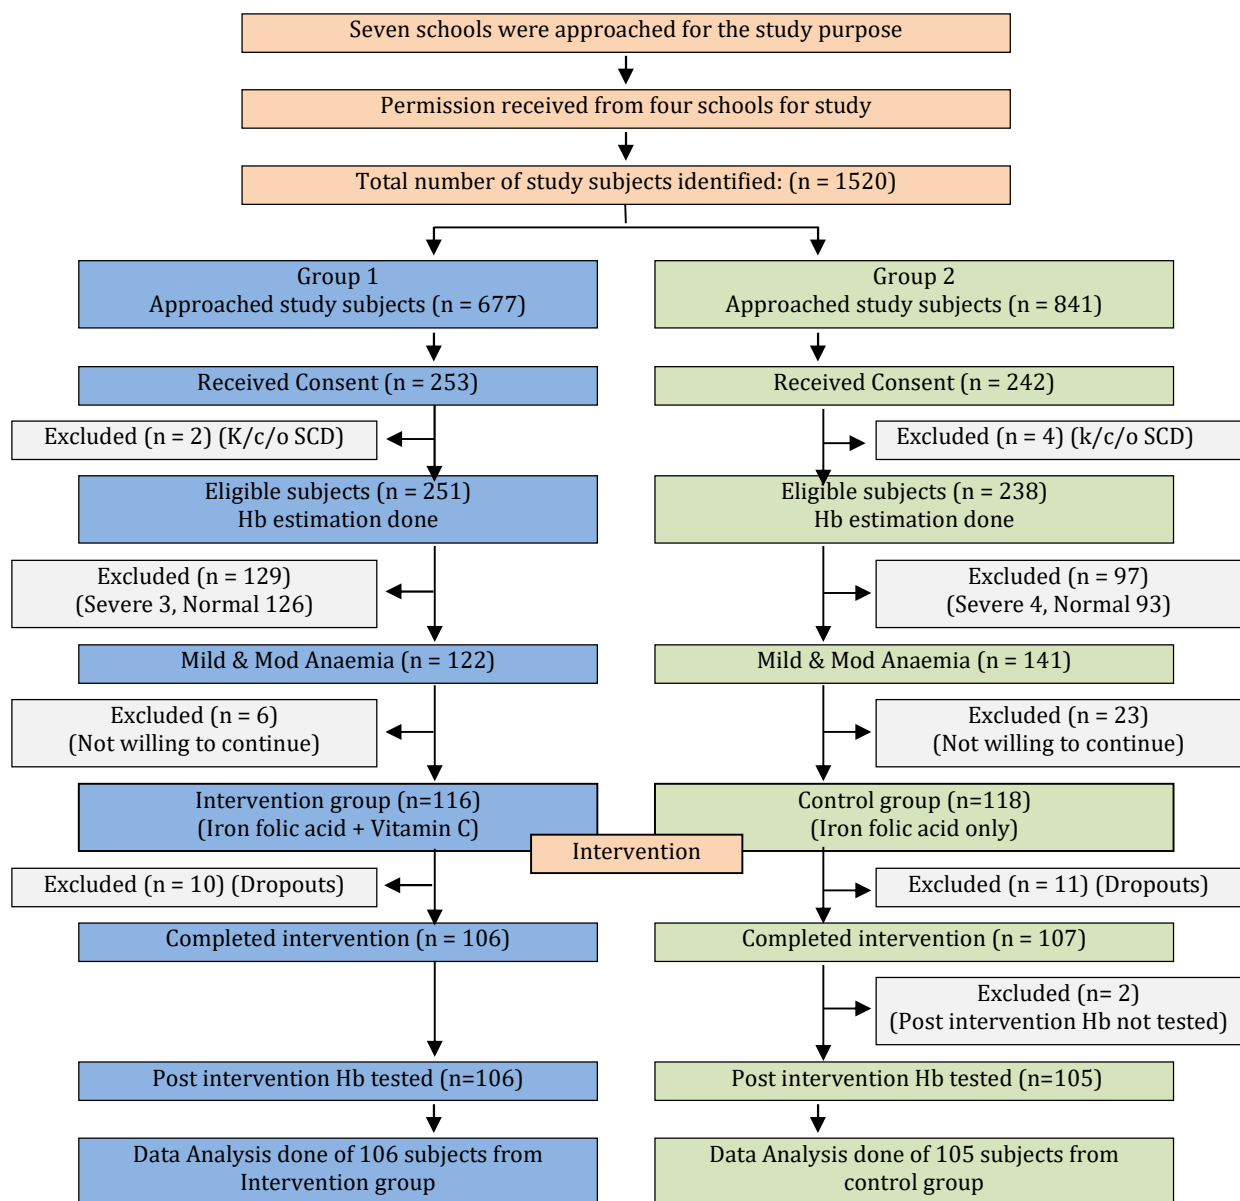 Seven schools were approached for the study purpose
Permission received from four schools for study
Total number of study subjects identified: (n = 1520)
Group 1
Approached study subjects (n = 677)
Group 2
Approached study subjects (n = 841)
Received Consent (n = 253)
Received Consent (n = 242)
Excluded (n = 2) (K/c/o SCD)
Excluded (n = 4) (k/c/o SCD)
Eligible subjects (n = 251)
Hb estimation done
Eligible subjects (n = 238)
Hb estimation done
Excluded (n = 129)
(Severe 3, Normal 126)
Excluded (n = 97)
(Severe 4, Normal 93)
Mild & Mod Anaemia (n = 122)
Mild & Mod Anaemia (n = 141)
Excluded (n = 6)
(Not willing to continue)
Excluded (n = 23)
(Not willing to continue)
Intervention group (n=116)
(Iron folic acid + Vitamin C)
Control group (n=118)
(Iron folic acid only)
Intervention
Excluded (n = 10) (Dropouts)
Excluded (n = 11) (Dropouts)
Completed intervention (n = 106)
Completed intervention (n = 107)
Excluded (n= 2)
(Post intervention Hb not tested)
Post intervention Hb tested (n=106)
Post intervention Hb tested (n=105)
Data Analysis done of 106 subjects from
Intervention group
Data Analysis done of 105 subjects from
control group